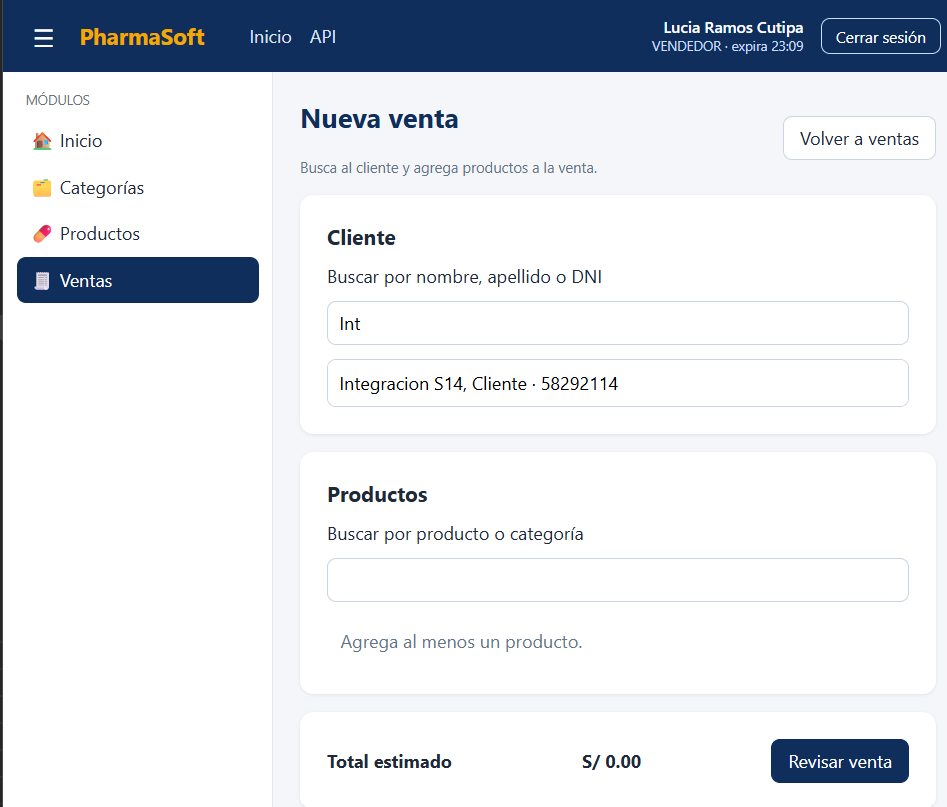 PharmaSoft
Inicio
API
Lucia Ramos Cutipa
VENDEDOR · expira 23:09
Cerrar sesión
MÓDULOS
Inicio
Categorías
Productos
Ventas
Nueva venta
Volver a ventas
Busca al cliente y agrega productos a la venta.
Cliente
Buscar por nombre, apellido o DNI
Int
Integracion S14, Cliente · 58292114
Productos
Buscar por producto o categoría
Agrega al menos un producto.
Total estimado
S/ 0.00
Revisar venta